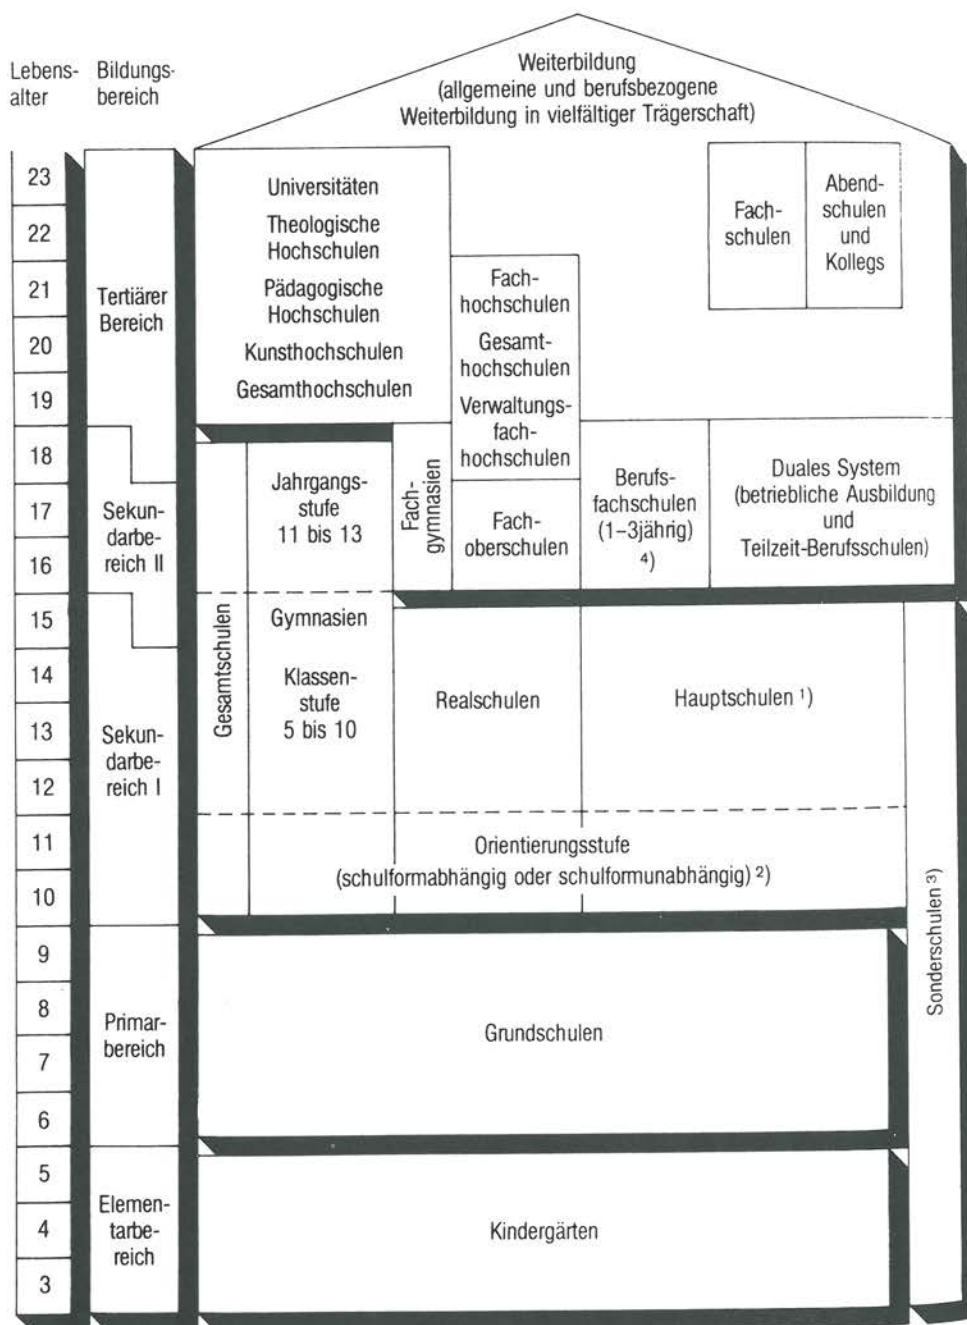 Lebens-
alter
Bildungs-
bereich
Weiterbildung
(allgemeine und berufsbezogene
Weiterbildung in vielfältiger Trägerschaft)
23
22
21
20
19
18
17
16
15
14
13
12
11
10
9
8
7
6
5
4
3
Tertiärer
Bereich
Sekun-
darbe-
reich II
Sekun-
darbe-
reich I
Primar-
bereich
Elemen-
tarbe-
reich
Universitäten
Theologische
Hochschulen
Pädagogische
Hochschulen
Kunsthochschulen
Gesamthochschulen
Fach-
hochschulen
Gesamt-
hochschulen
Verwaltungs-
fach-
hochschulen
Fach-
schulen
Abend-
schulen
und
Kollegs
Gesamtschulen
Jahrgangs-
stufe
11 bis 13
Fach-
gymnasien
Fach-
oberschulen
Berufs-
fachschulen
(1–3jährig)
4)
Duales System
(betriebliche Ausbildung
und
Teilzeit-Berufsschulen)
Gymnasien
Klassen-
stufe
5 bis 10
Realschulen
Hauptschulen 1)
Orientierungsstufe
(schulformabhängig oder schulformunabhängig) 2)
Sonderschulen 3)
Grundschulen
Kindergärten